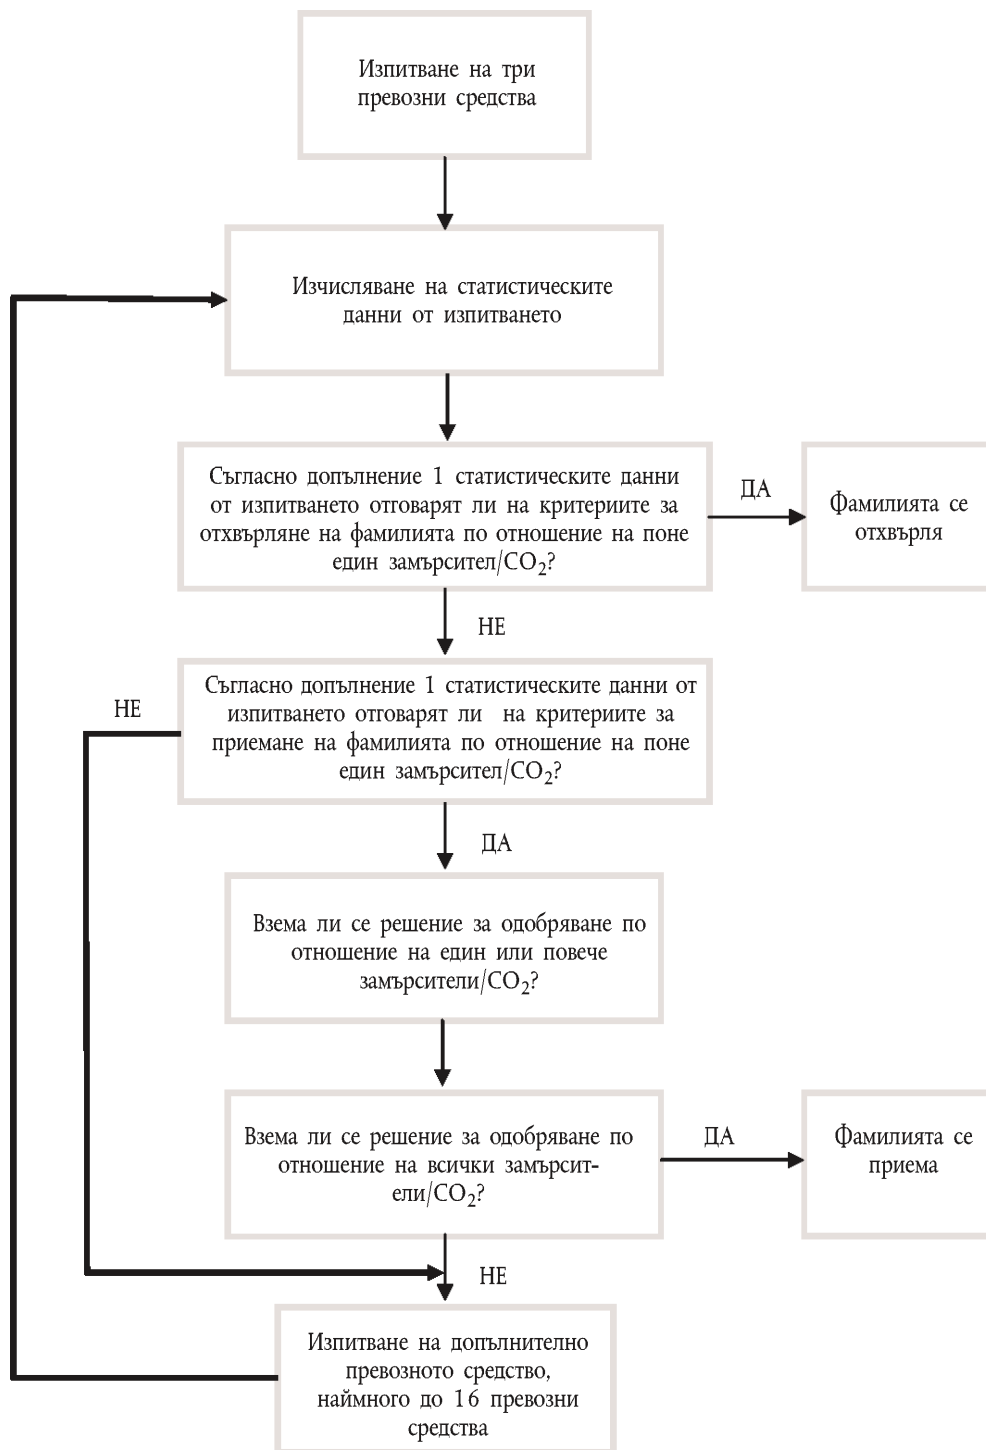 Изпитване на три
превозни средства
Изчисляване на статистическите
данни от изпитването
Съгласно допълнение 1 статистическите данни
от изпитването отговарят ли на критериите за
отхвърляне на фамилията по отношение на поне
един замърсител/CO₂?
ДА
Фамилията се
отхвърля
НЕ
Съгласно допълнение 1 статистическите данни от
изпитването отговарят ли на критериите за
приемане на фамилията по отношение на поне
един замърсител/CO₂?
НЕ
ДА
Взема ли се решение за одобряване по
отношение на един или повече
замърсители/CO₂?
Взема ли се решение за одобряване по
отношение на всички замърсит-
ели/CO₂?
ДА
Фамилията се
приема
НЕ
Изпитване на допълнително
превозното средство,
наймного до 16 превозни
средства